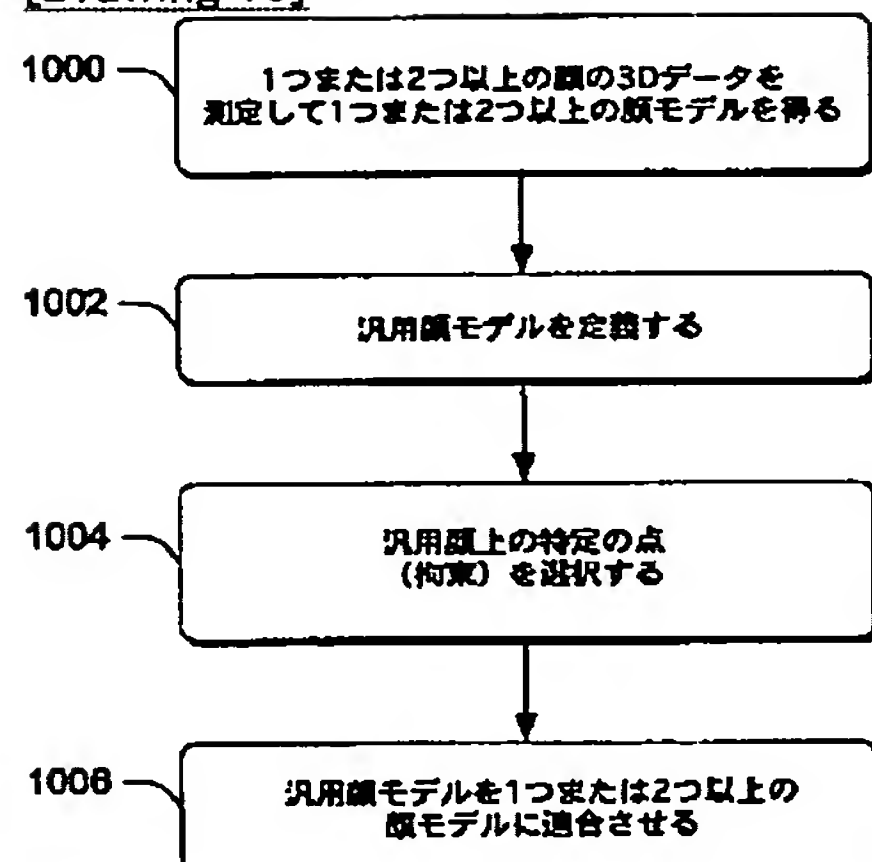 1000
1つまたは2つ以上の顔の3Dデータを
測定して1つまたは2つ以上の顔モデルを得る
1002
汎用顔モデルを定義する
1004
汎用顔上の特定の点
(拘束)を選択する
1006
汎用顔モデルを1つまたは2つ以上の
顔モデルに適合させる